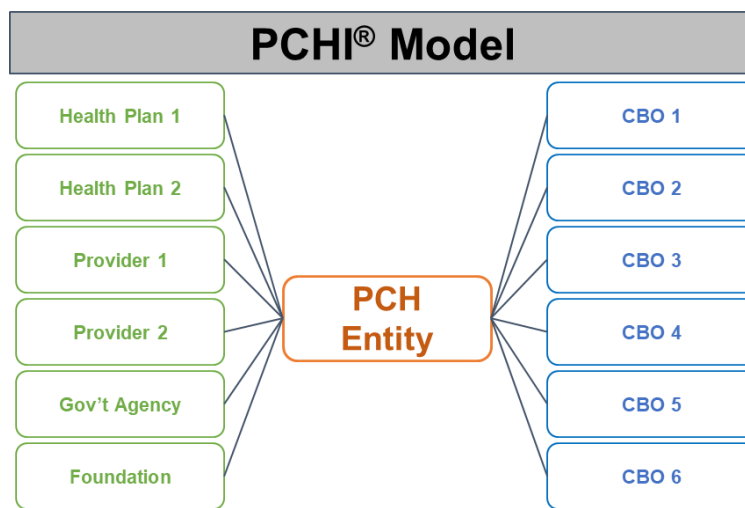 PCHI® Model
Health Plan 1
Health Plan 2
Provider 1
Provider 2
Gov’t Agency
Foundation
PCH
Entity
CBO 1
CBO 2
CBO 3
CBO 4
CBO 5
CBO 6